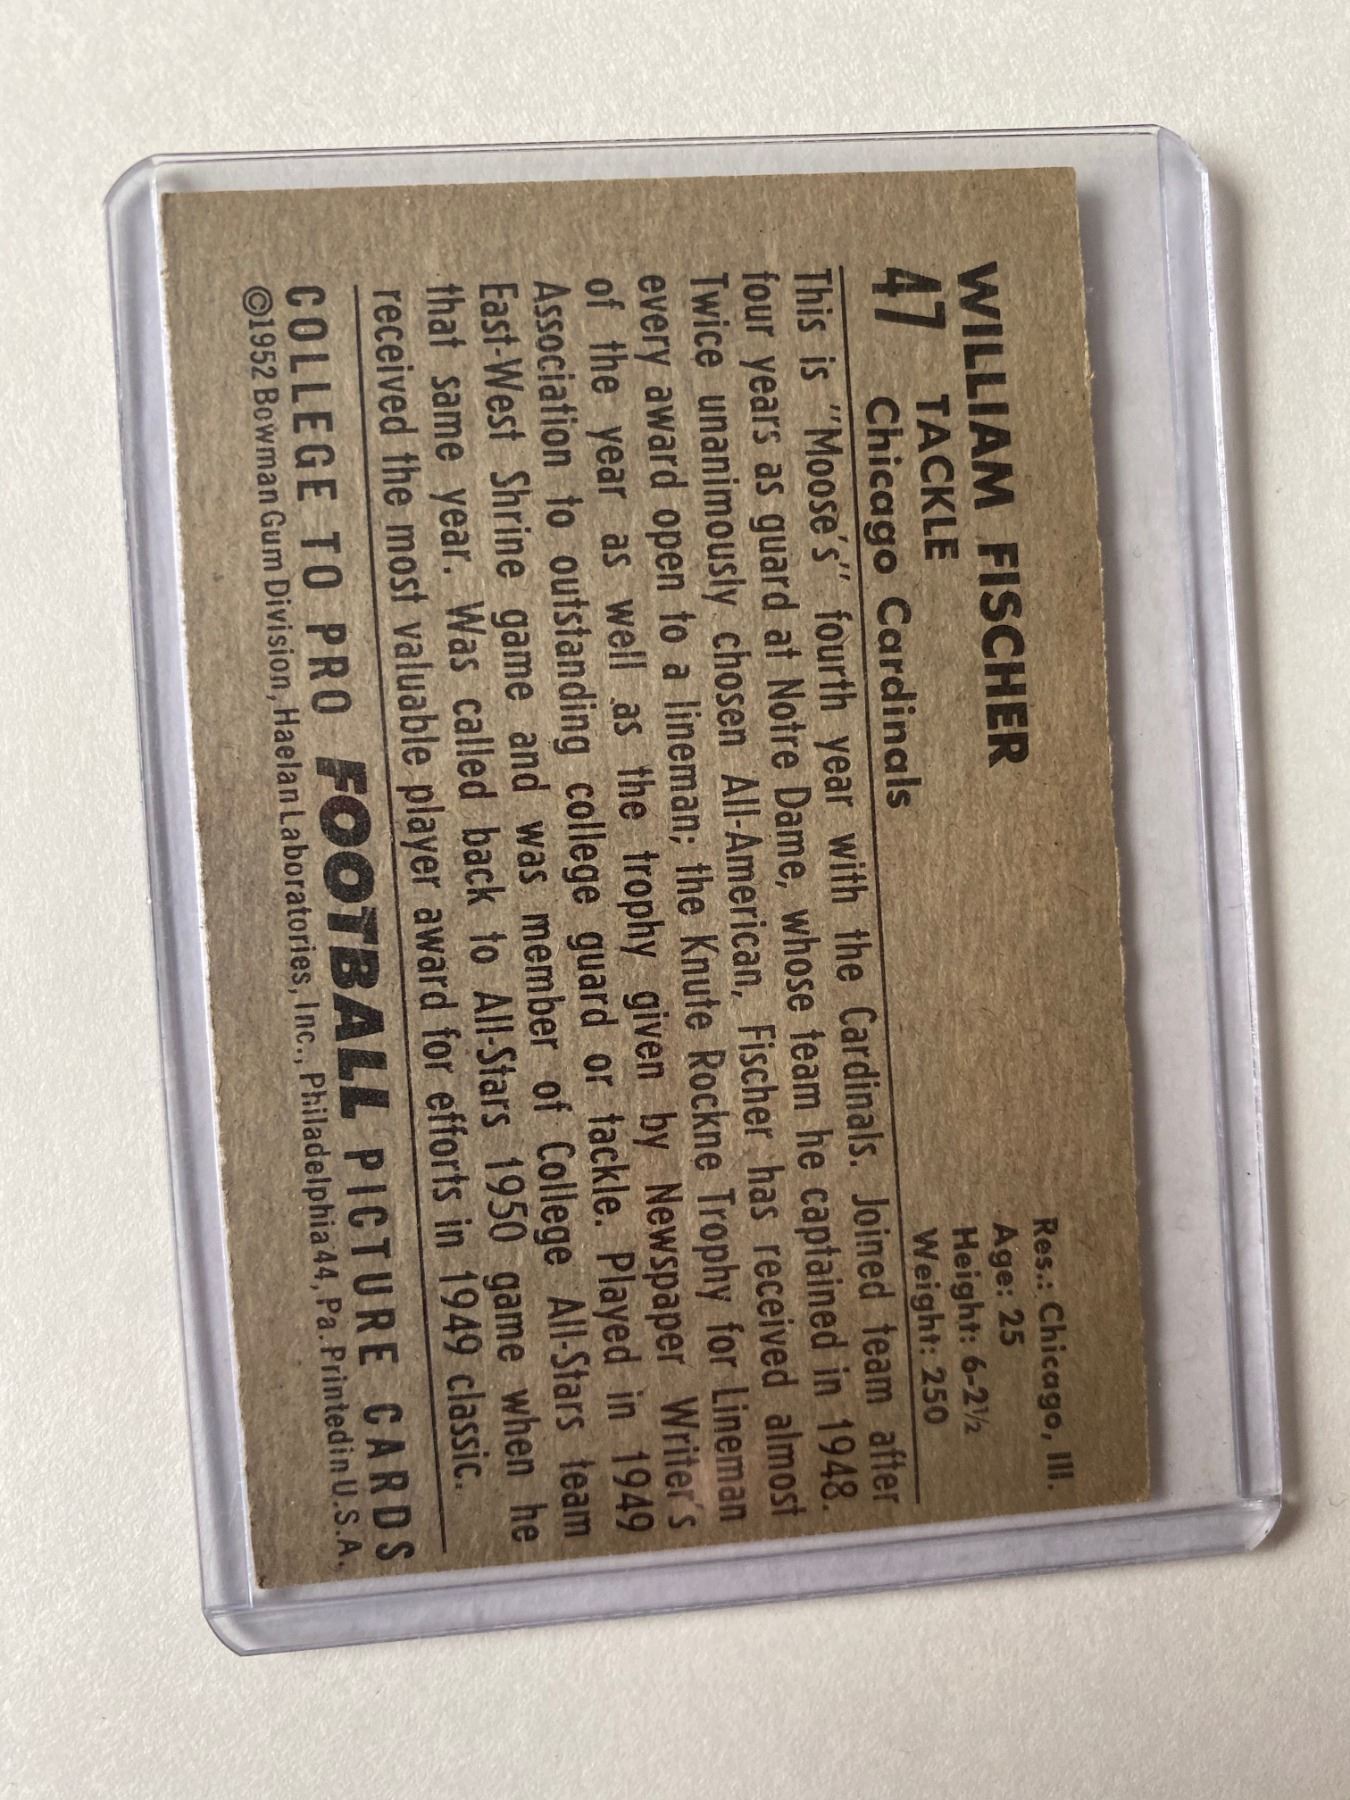 WILLIAM FISCHER
47 TACKLE
Chicago Cardinals
Res.: Chicago, Ill.
Age: 25
Height: 6-2½
Weight: 250
This is "Moose's" fourth year with the Cardinals. Joined team after
four years as guard at Notre Dame, whose team he captained in 1948.
Twice unanimously chosen All-American, Fischer has received almost
every award open to a lineman; the Knute Rockne Trophy for Lineman
of the year as well as the trophy given by Newspaper Writer's
Association to outstanding college guard or tackle. Played in 1949
East-West Shrine game and was member of College All-Stars team
that same year. Was called back to All-Stars 1950 game when he
received the most valuable player award for efforts in 1949 classic.
COLLEGE TO PRO FOOTBALL PICTURE CARDS
©1952 Bowman Gum Division, Haelan Laboratories, Inc., Philadelphia 44, Pa. Printed in U.S.A.